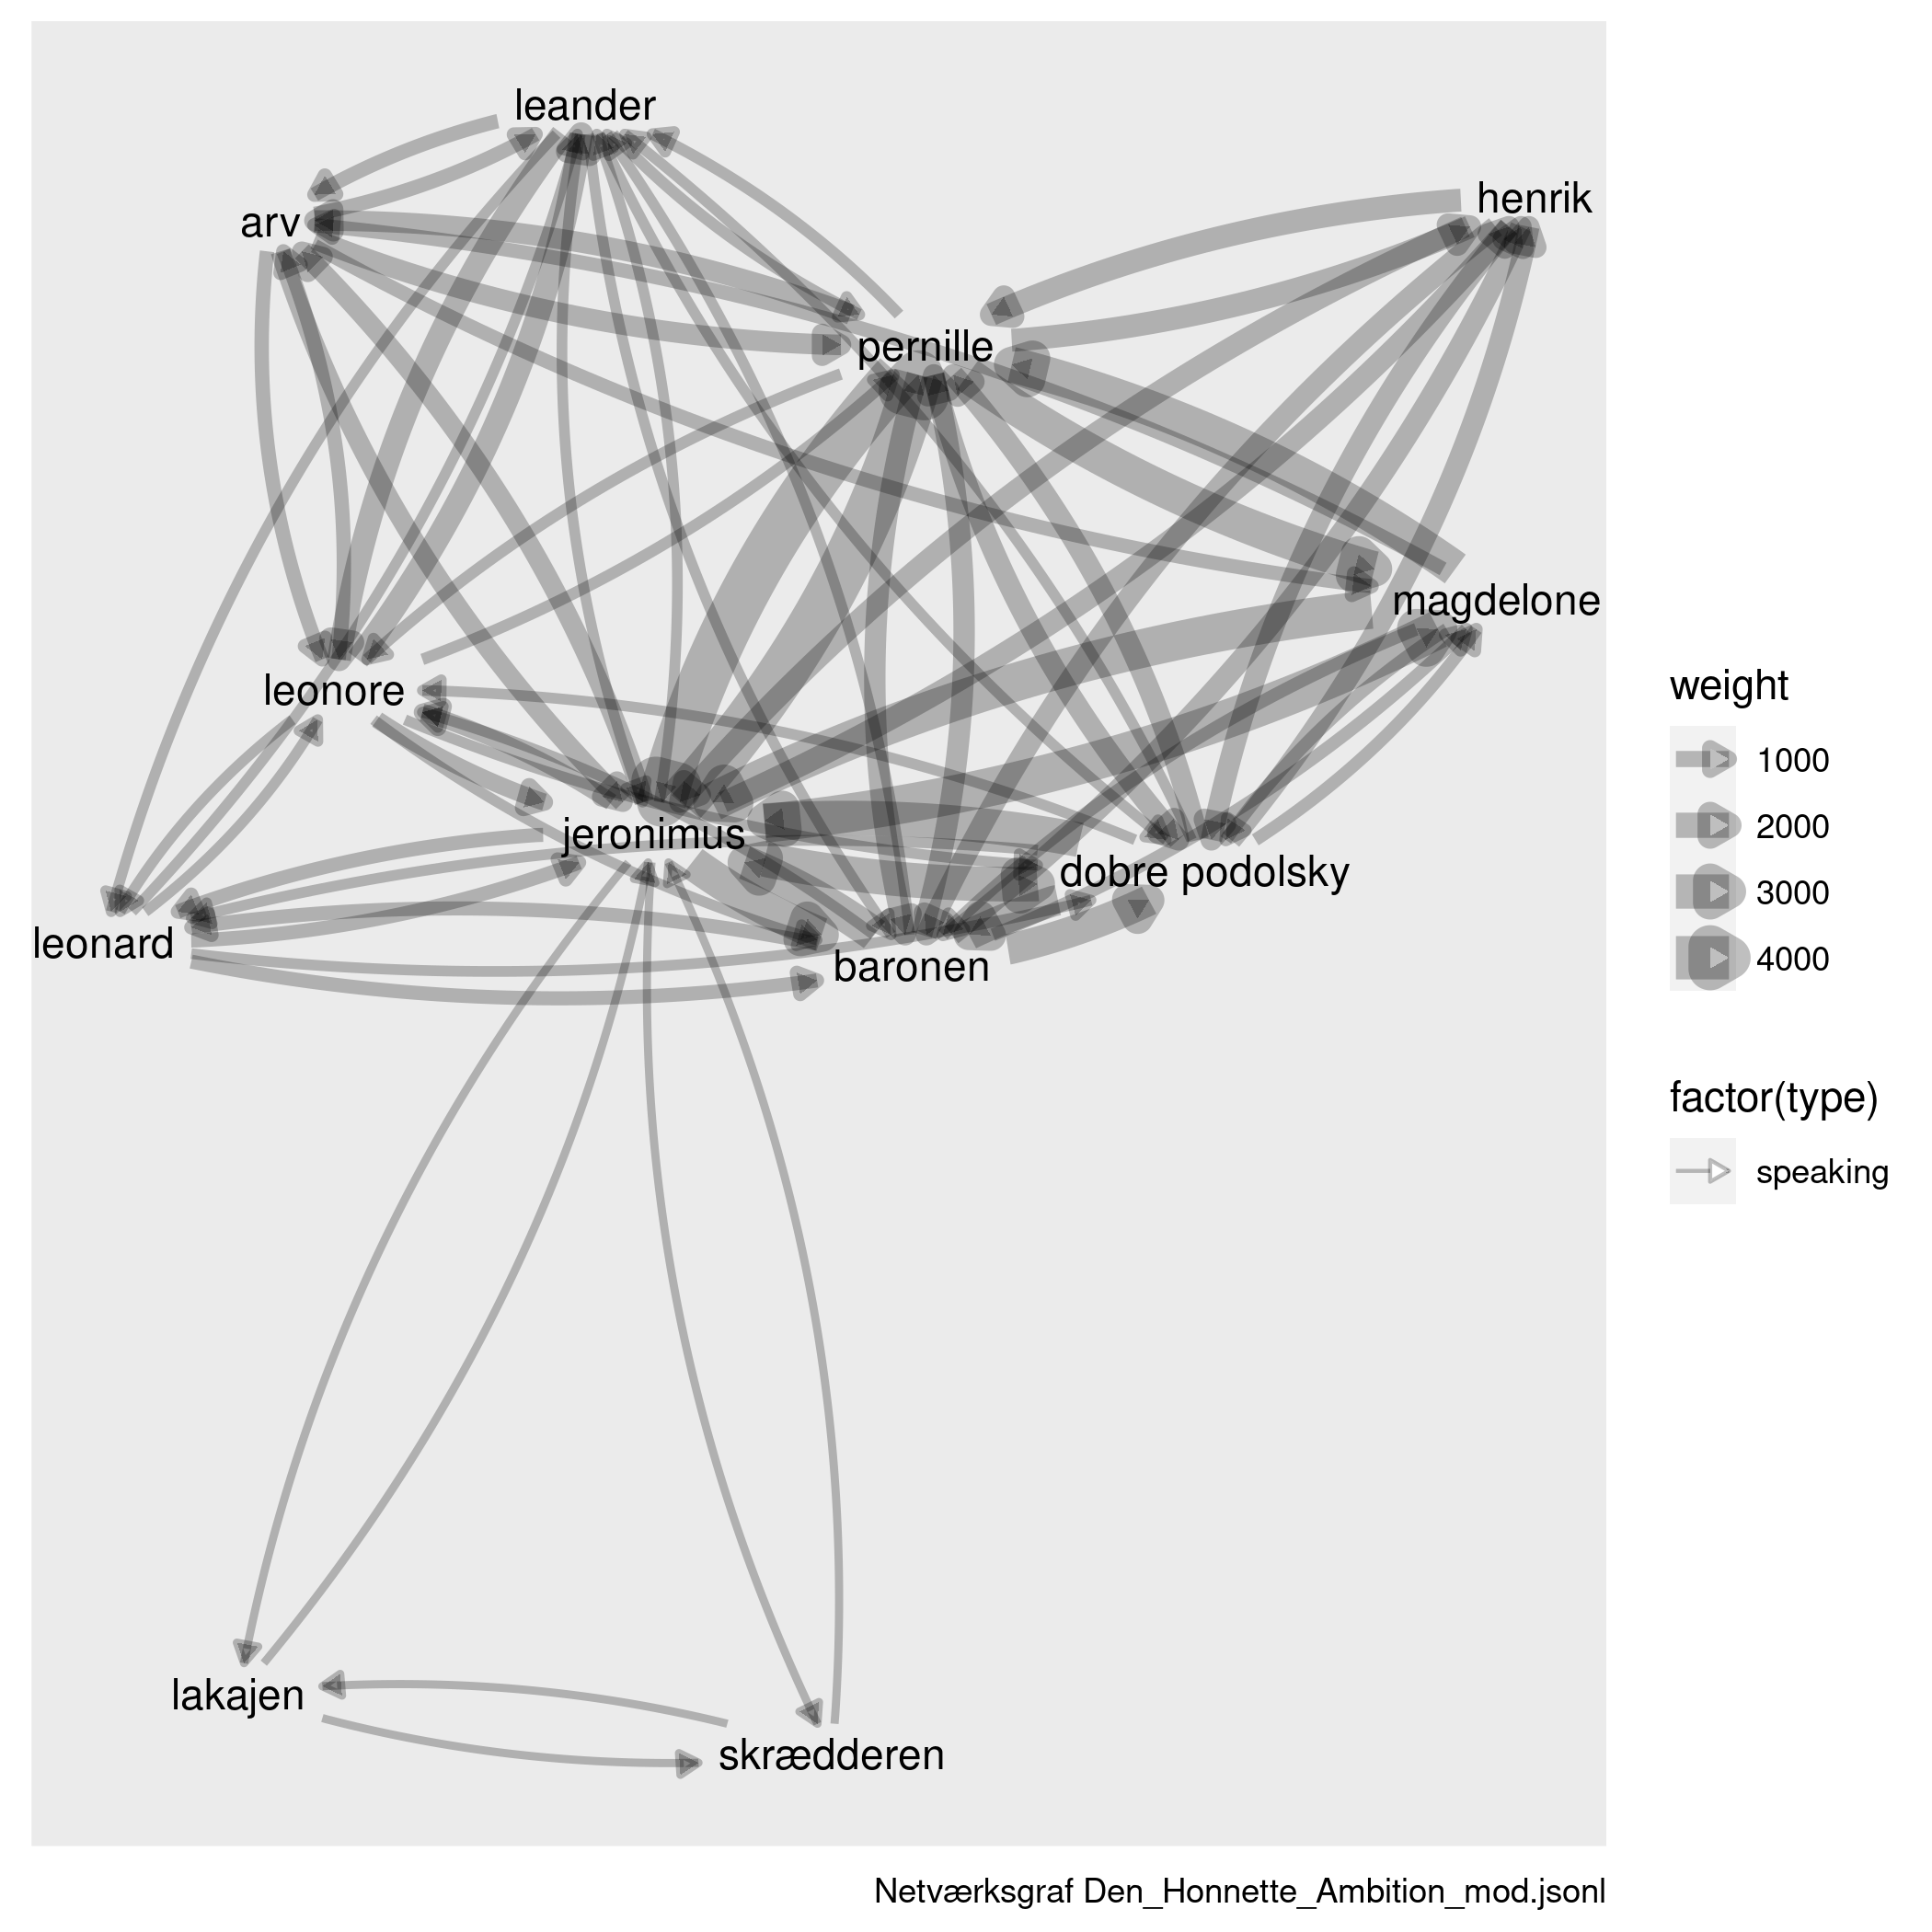 leander
henrik
arv
pernille
magdelone
leonore
jeronimus
dobre podolsky
leonard
baronen
lakajen
skrædderen
weight
1000
2000
3000
4000
factor(type)
speaking
Netværksgraf Den_Honnette_Ambition_mod.jsonl